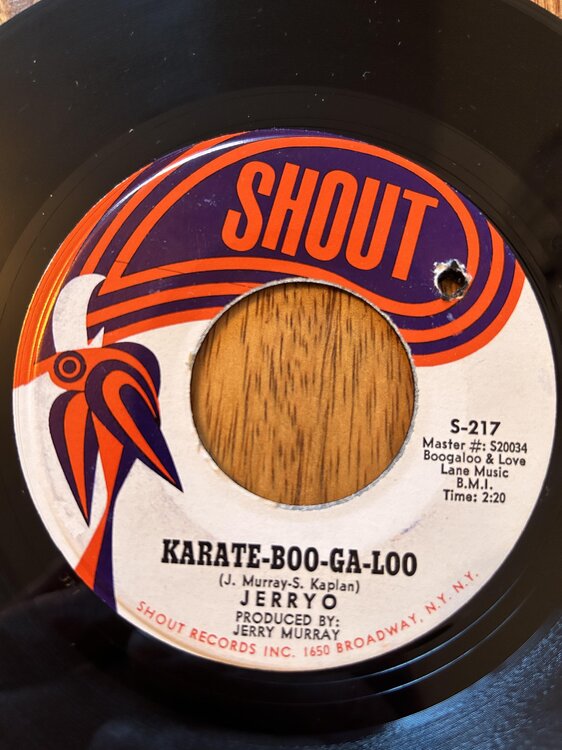 SHOUT
S-217
Master #: S20034
Boogaloo & Love
Lane Music
B.M.I.
Time: 2:20
KARATE-BOO-GA-LOO
(J. Murray-S. Kaplan)
JERRYO
PRODUCED BY:
JERRY MURRAY
SHOUT RECORDS INC. 1650 BROADWAY, N.Y. N.Y.